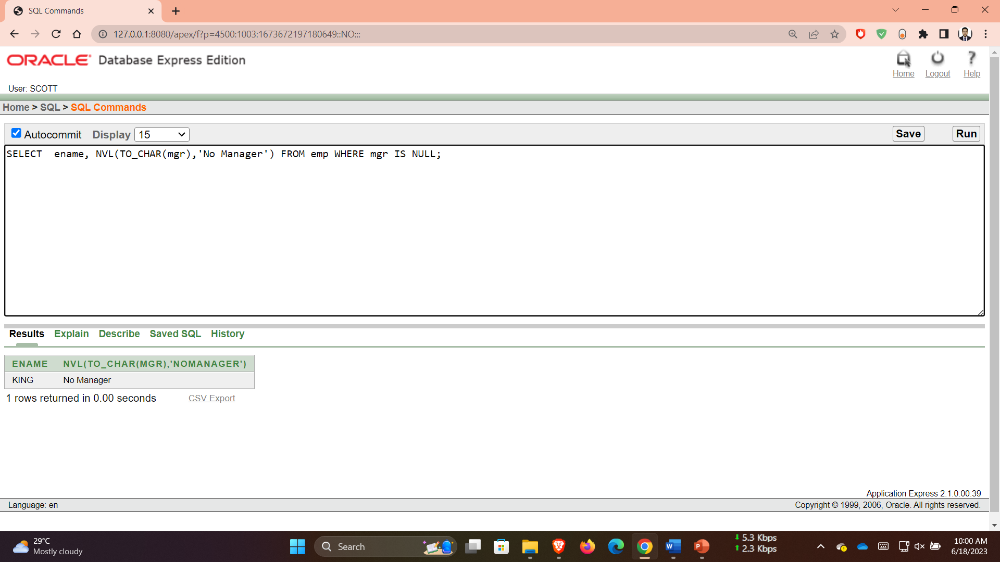 SQL Commands
127.0.0.1:8080/apex/f?p=4500:1003:1673672197180649::NO:::
ORACLE Database Express Edition
Home Logout Help
User: SCOTT
Home > SQL > SQL Commands
Autocommit Display 15 Save Run
SELECT  ename, NVL(TO_CHAR(mgr),'No Manager') FROM emp WHERE mgr IS NULL;
Results Explain Describe Saved SQL History
ENAME NVL(TO_CHAR(MGR),'NOMANAGER')
KING No Manager
1 rows returned in 0.00 seconds CSV Export
Application Express 2.1.0.00.39
Language: en Copyright © 1999, 2006, Oracle. All rights reserved.
29°C
Mostly cloudy
Search
5.3 Kbps
2.3 Kbps
10:00 AM
6/18/2023